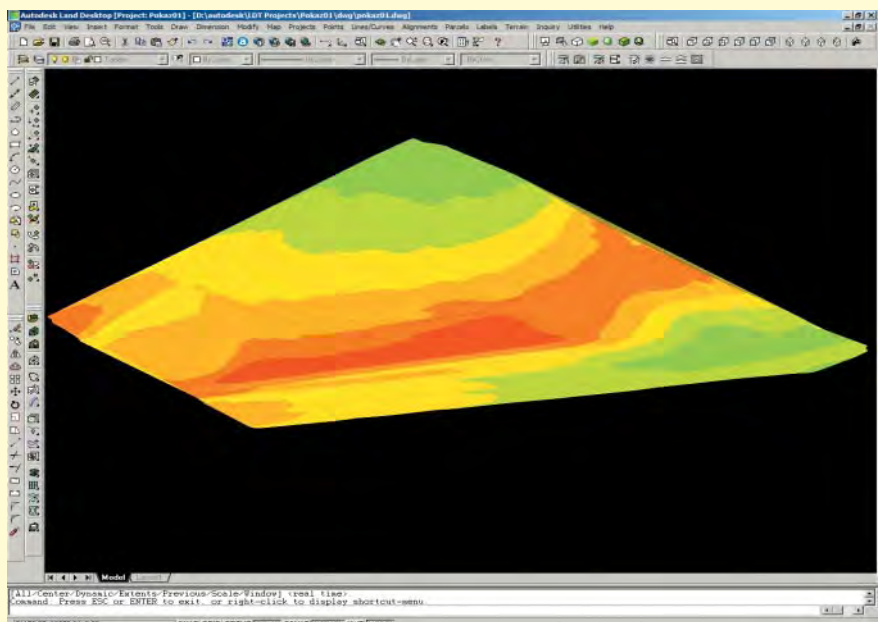 Autodesk Land Desktop [Project: Pokaz01] - [D:\autodesk\LDT Projects\Pokaz01\dwg\pokaz01.dwg]
File Edit View Insert Format Tools Draw Dimension Modify Map Projects Points Lines/Curves Alignments Parcels Labels Terrain Inquiry Utilities Help
ByLayer ByLayer ByColor
A
Model
[All/Center/Dynamic/Extents/Previous/Scale/Window] <real time>:
Command: Press ESC or ENTER to exit, or right-click to display shortcut-menu.